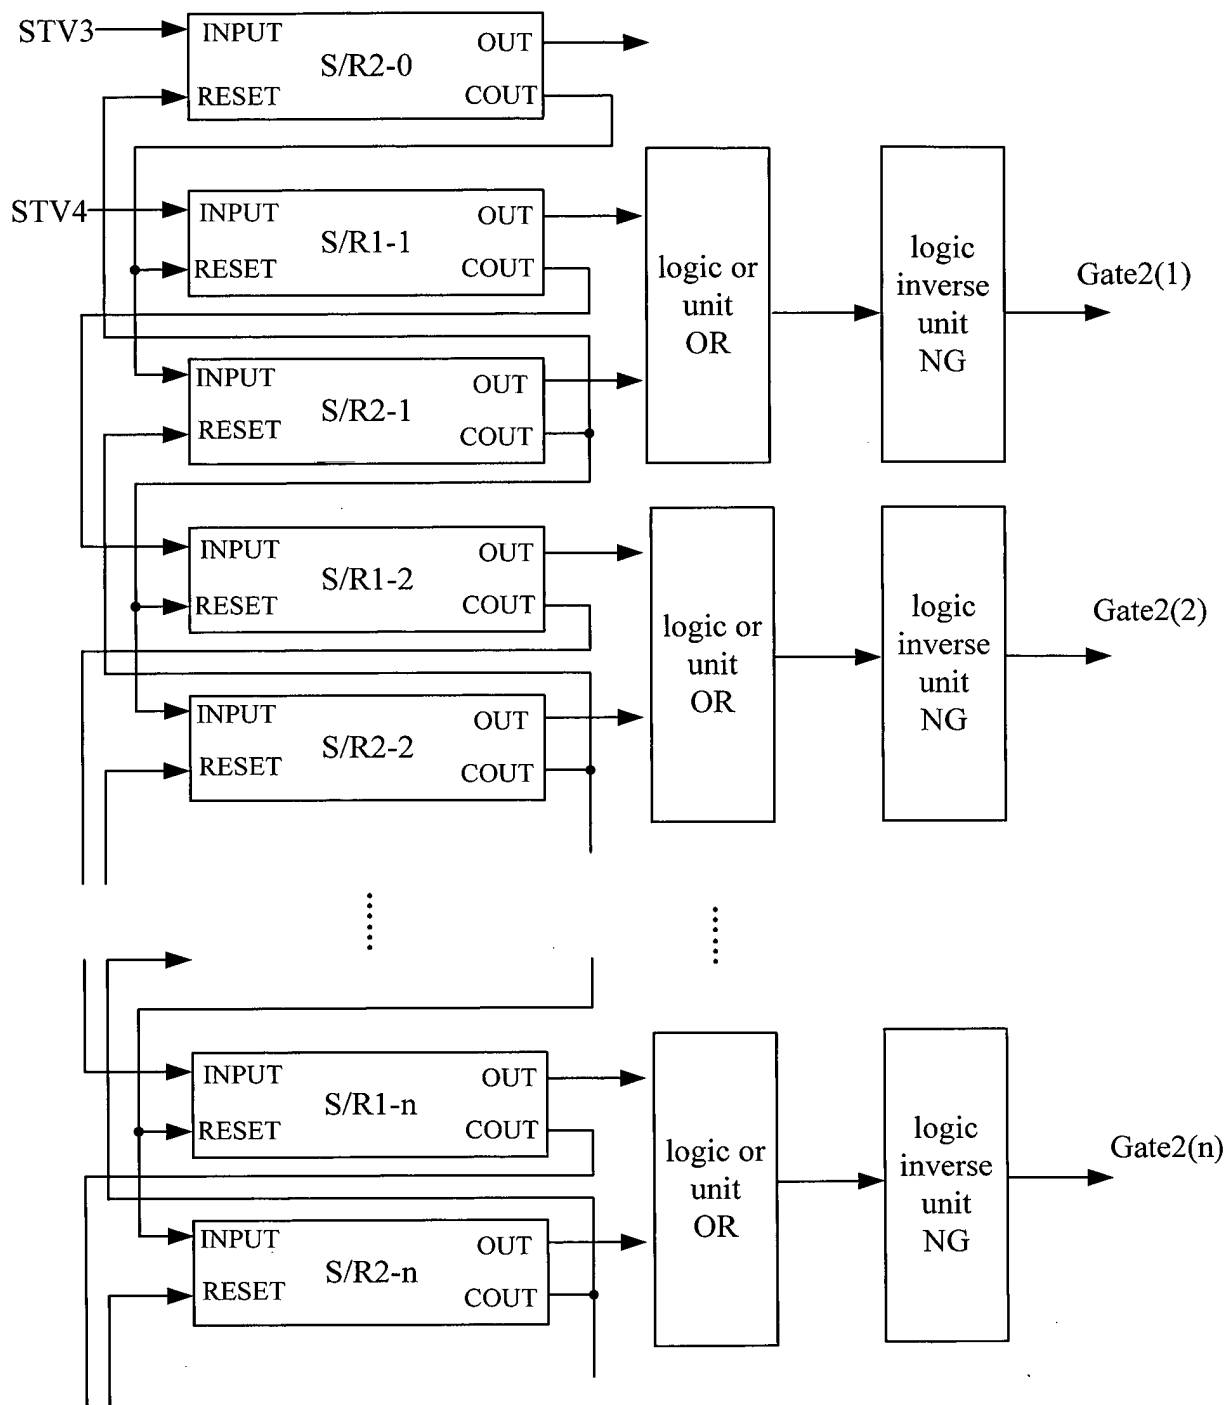 STV3
INPUT
OUT
S/R2-0
RESET
COUT
STV4
INPUT
OUT
S/R1-1
RESET
COUT
logic or
unit
OR
logic
inverse
unit
NG
Gate2(1)
INPUT
OUT
S/R2-1
RESET
COUT
INPUT
OUT
S/R1-2
RESET
COUT
logic or
unit
OR
logic
inverse
unit
NG
Gate2(2)
INPUT
OUT
S/R2-2
RESET
COUT
INPUT
OUT
S/R1-n
RESET
COUT
logic or
unit
OR
logic
inverse
unit
NG
Gate2(n)
INPUT
OUT
S/R2-n
RESET
COUT